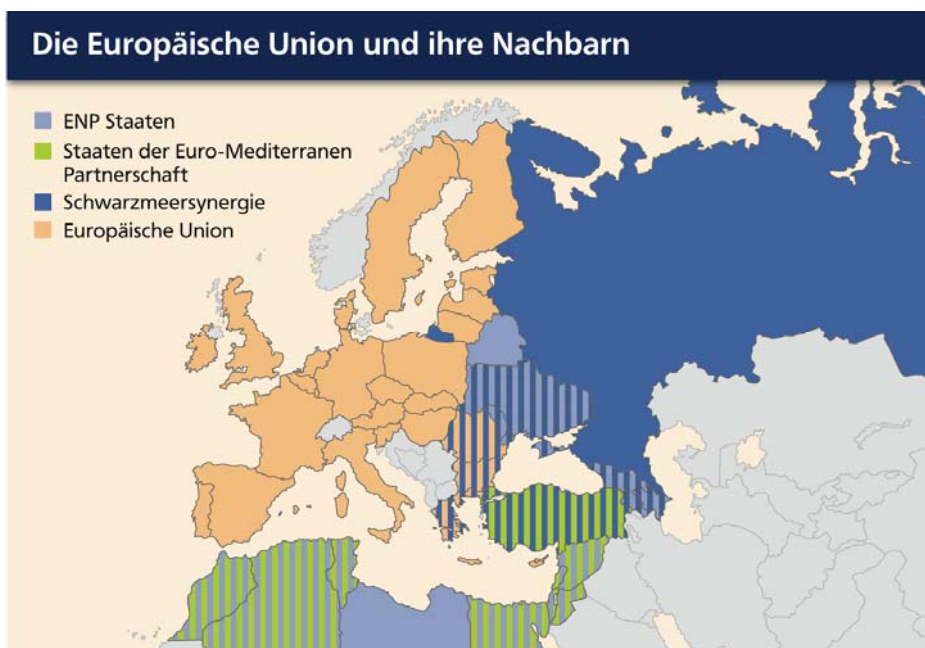 Die Europäische Union und ihre Nachbarn
ENP Staaten
Staaten der Euro-Mediterranen
Partnerschaft
Schwarzmeersynergie
Europäische Union